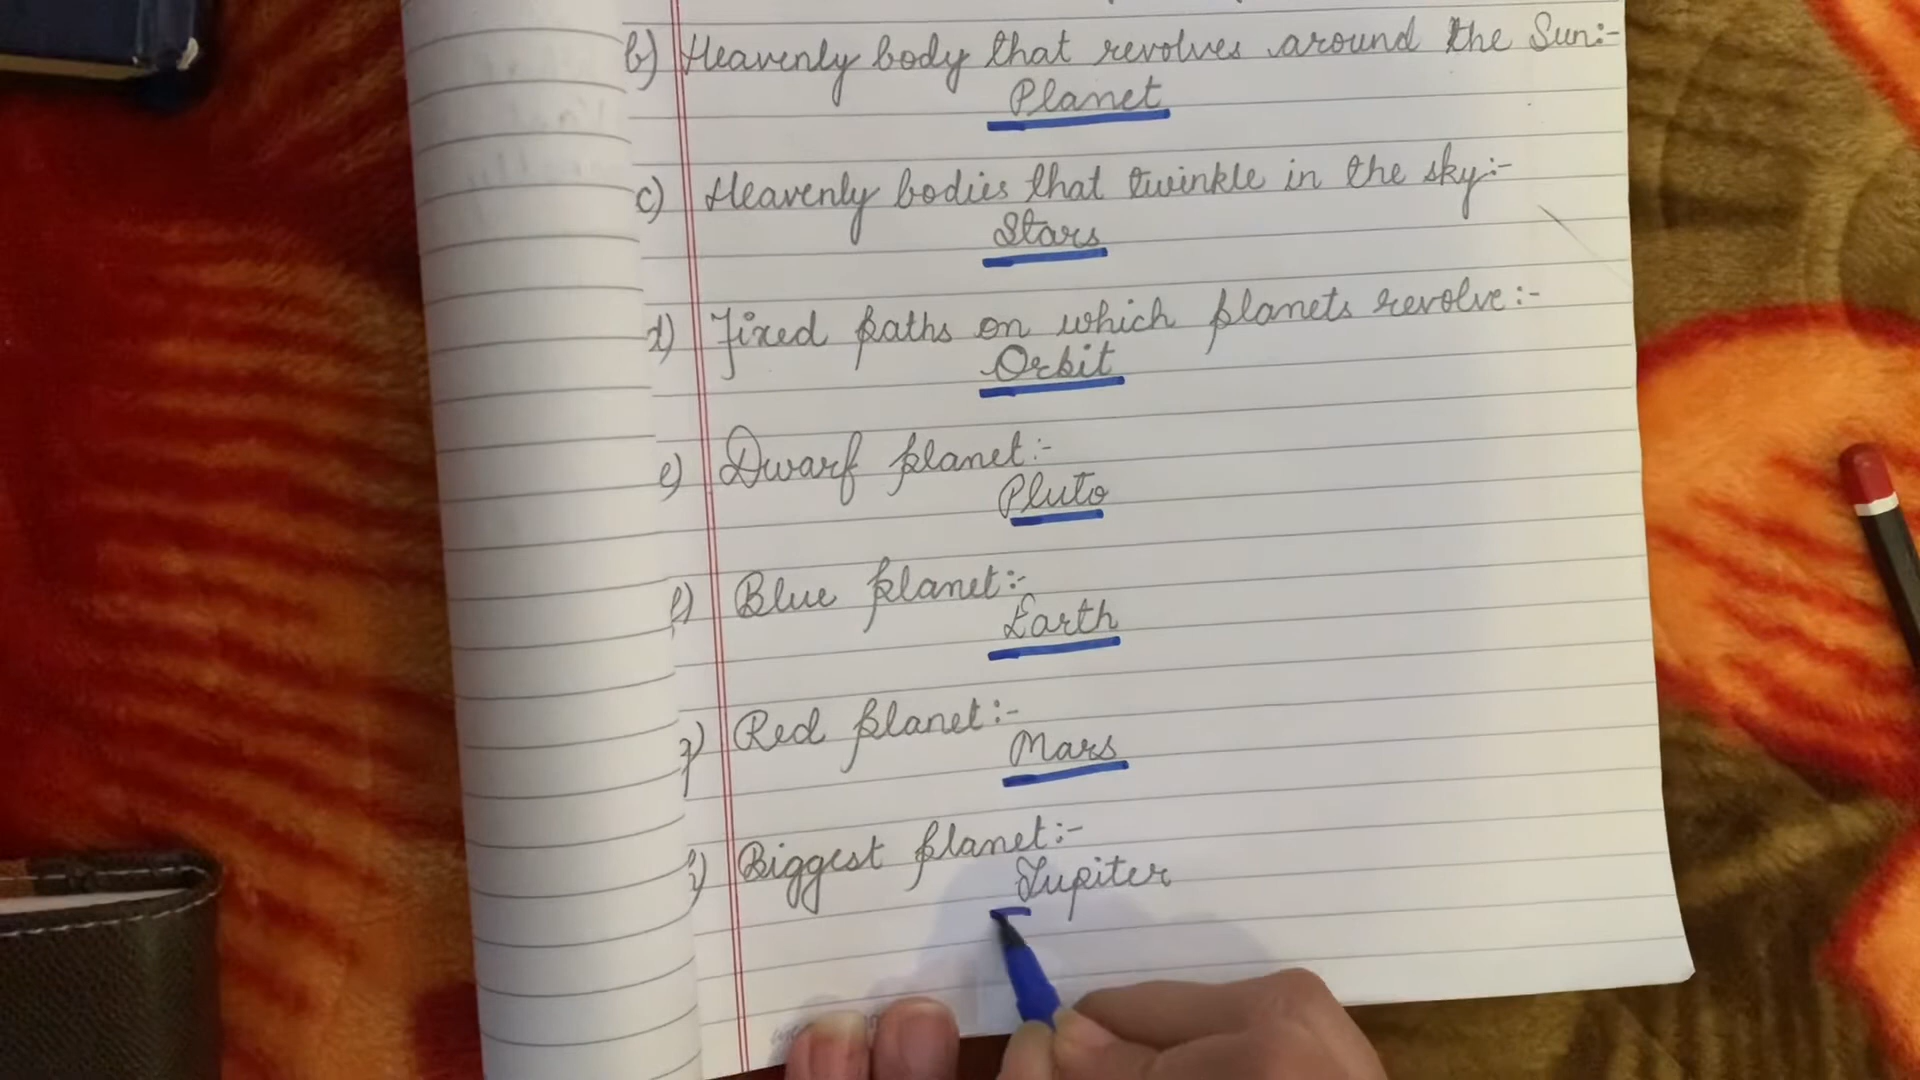 b) Heavenly body that revolves around the Sun:-
Planet
c) Heavenly bodies that twinkle in the sky:-
Stars
d) Fixed paths on which planets revolve:-
Orbit
e) Dwarf planet:-
Pluto
f) Blue planet:-
Earth
g) Red planet:-
Mars
Biggest planet:-
Jupiter